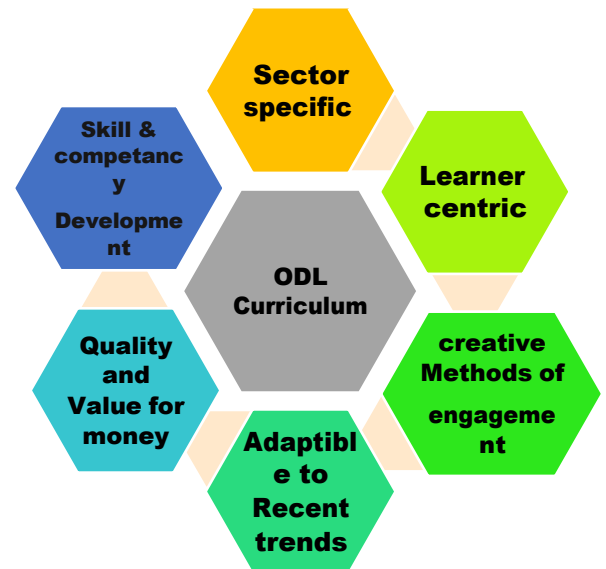 Sector
specific
Learner
centric
creative
Methods of
engageme
nt
Adaptibl
e to
Recent
trends
Quality
and
Value for
money
Skill &
competanc
y
Developme
nt
ODL
Curriculum